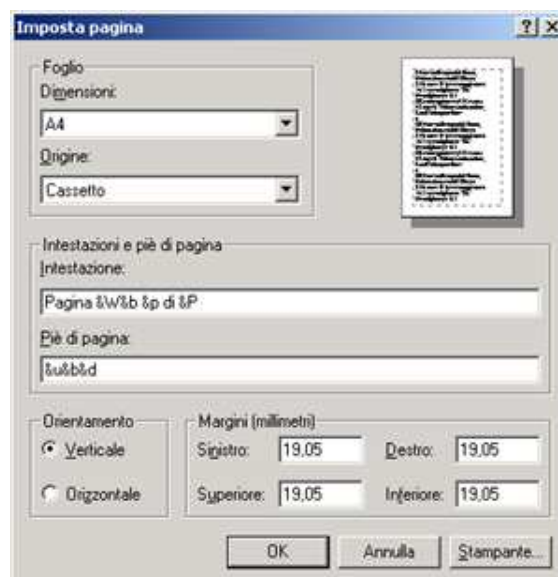 Imposta pagina
Foglio
Dimensioni:
A4
Origine:
Cassetto
Intestazioni e piè di pagina
Intestazione:
Pagina &W&b &p di &P
Piè di pagina:
&u&b&d
Orientamento
Verticale
Orizzontale
Margini (millimetri)
Sinistro: 19,05 Destro: 19,05
Superiore: 19,05 Inferiore: 19,05
OK Annulla Stampante...